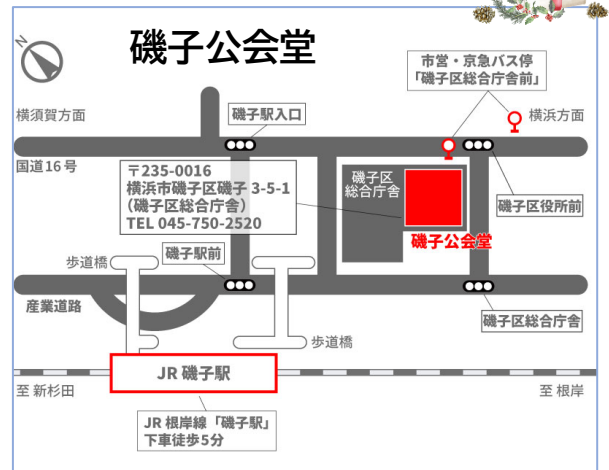 磯子公会堂
N
市営・京急バス停
「磯子区総合庁舎前」
横須賀方面
磯子駅入口
横浜方面
国道16号
〒235-0016
横浜市磯子区磯子 3-5-1
（磯子区総合庁舎）
TEL 045-750-2520
磯子区
総合庁舎
磯子区役所前
磯子公会堂
歩道橋
磯子駅前
産業道路
磯子区総合庁舎
歩道橋
JR 磯子駅
至 新杉田
至 根岸
JR 根岸線「磯子駅」
下車徒歩5分